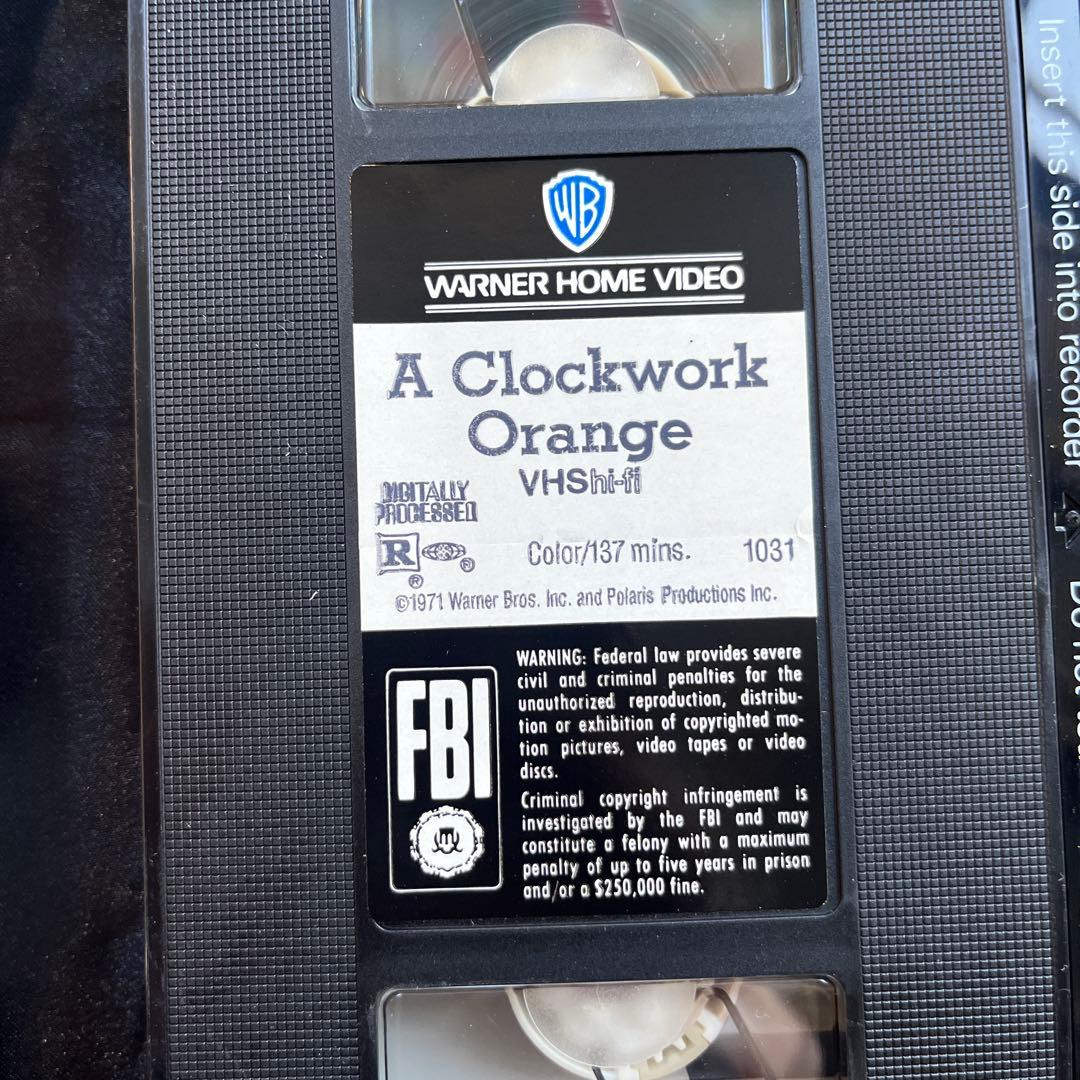 WB
WARNER HOME VIDEO
A Clockwork
Orange
VHS hi-fi
DIGITALLY
PROCESSED
R ®
®
Color/137 mins. 1031
©1971 Warner Bros. Inc. and Polaris Productions Inc.
FBI
WARNING: Federal law provides severe
civil and criminal penalties for the
unauthorized reproduction, distribu-
tion or exhibition of copyrighted mo-
tion pictures, video tapes or video
discs.
Criminal copyright infringement is
investigated by the FBI and may
constitute a felony with a maximum
penalty of up to five years in prison
and/or a $250,000 fine.
Insert this side into recorder